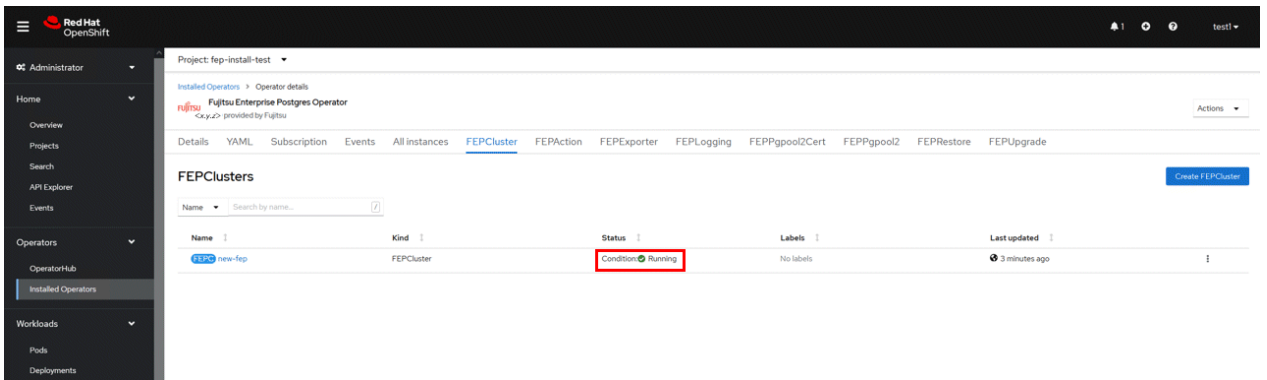 Red Hat
OpenShift
1
test1
Administrator
Home
Overview
Projects
Search
API Explorer
Events
Operators
OperatorHub
Installed Operators
Workloads
Pods
Deployments
Project: fep-install-test
Installed Operators > Operator details
FUJITSU Fujitsu Enterprise Postgres Operator
<x.y.z> provided by Fujitsu
Actions
Details YAML Subscription Events All instances FEPCluster FEPAction FEPExporter FEPLogging FEPPgpool2Cert FEPPgpool2 FEPRestore FEPUpgrade
FEPClusters
Create FEPCluster
Name Search by name... /
Name Kind Status Labels Last updated
FEPC new-fep FEPCluster Condition: Running No labels 3 minutes ago